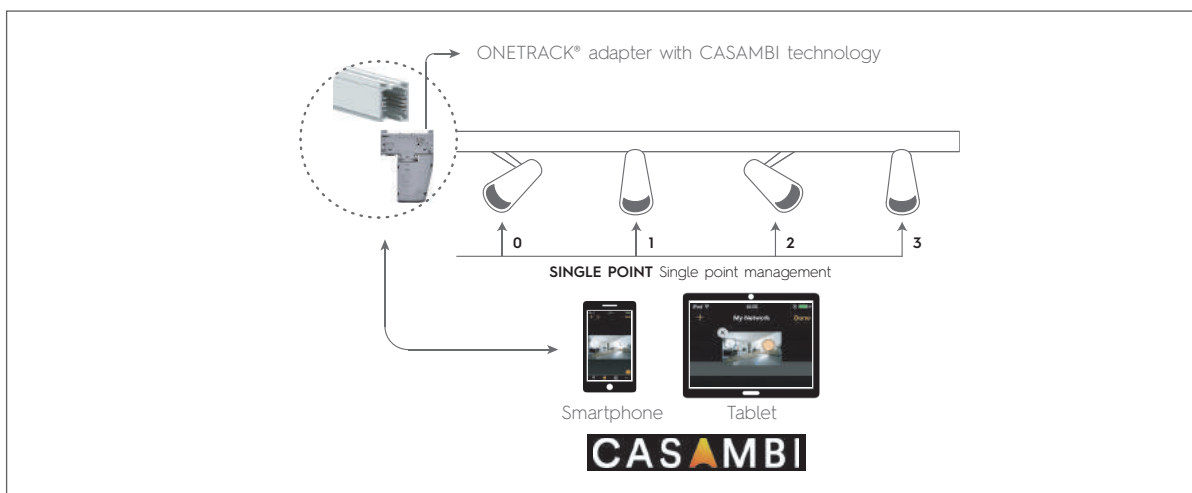 ONETRACK® adapter with CASAMBI technology
0 1 2 3
SINGLE POINT Single point management
iPad
My Network
Done
Smartphone Tablet
CASAMBI